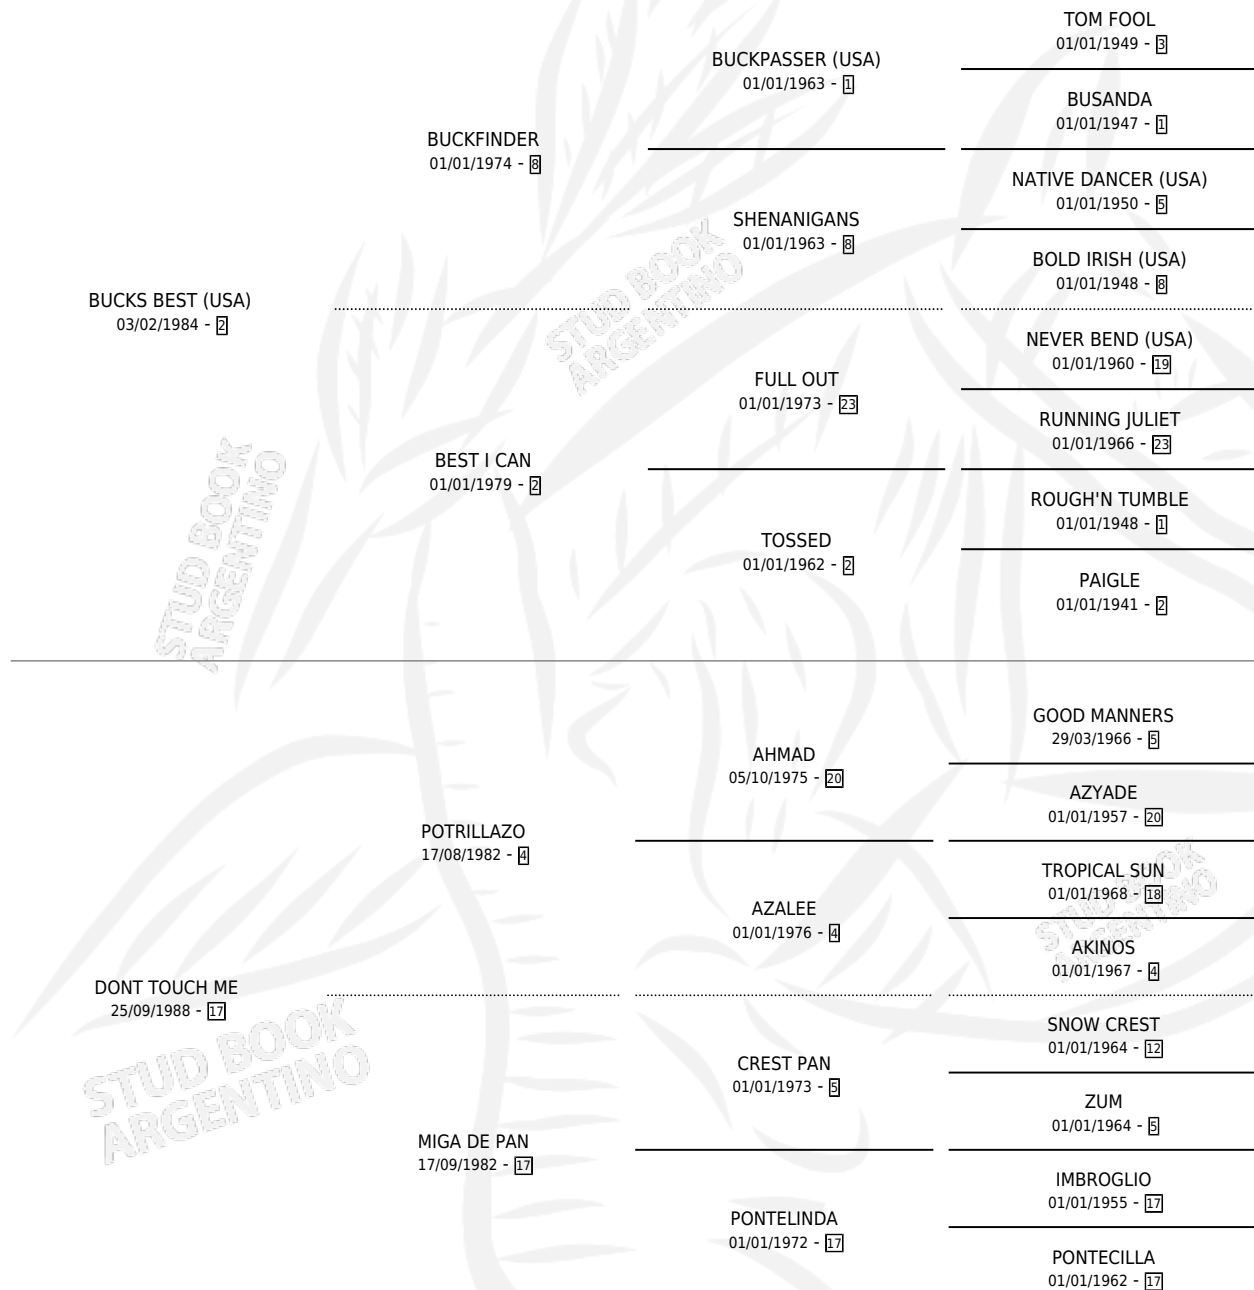 TOM FOOL
01/01/1949 - 3
BUCKPASSER (USA)
01/01/1963 - 1
BUSANDA
01/01/1947 - 1
BUCKFINDER
01/01/1974 - 8
NATIVE DANCER (USA)
01/01/1950 - 5
SHENANIGANS
01/01/1963 - 8
BOLD IRISH (USA)
01/01/1948 - 8
BUCKS BEST (USA)
03/02/1984 - 2
NEVER BEND (USA)
01/01/1960 - 19
FULL OUT
01/01/1973 - 23
RUNNING JULIET
01/01/1966 - 23
BEST I CAN
01/01/1979 - 2
ROUGH'N TUMBLE
01/01/1948 - 1
TOSSED
01/01/1962 - 2
PAIGLE
01/01/1941 - 2
GOOD MANNERS
29/03/1966 - 5
AHMAD
05/10/1975 - 20
AZYADE
01/01/1957 - 20
POTRILLAZO
17/08/1982 - 4
TROPICAL SUN
01/01/1968 - 18
AZALEE
01/01/1976 - 4
AKINOS
01/01/1967 - 4
DONT TOUCH ME
25/09/1988 - 17
SNOW CREST
01/01/1964 - 12
CREST PAN
01/01/1973 - 5
ZUM
01/01/1964 - 5
MIGA DE PAN
17/09/1982 - 17
IMBROGLIO
01/01/1955 - 17
PONTELINDA
01/01/1972 - 17
PONTECILLA
01/01/1962 - 17
STUD BOOK
ARGENTINO
STUD BOOK
ARGENTINO
STUD BOOK
ARGENTINO
STUD BOOK
ARGENTINO